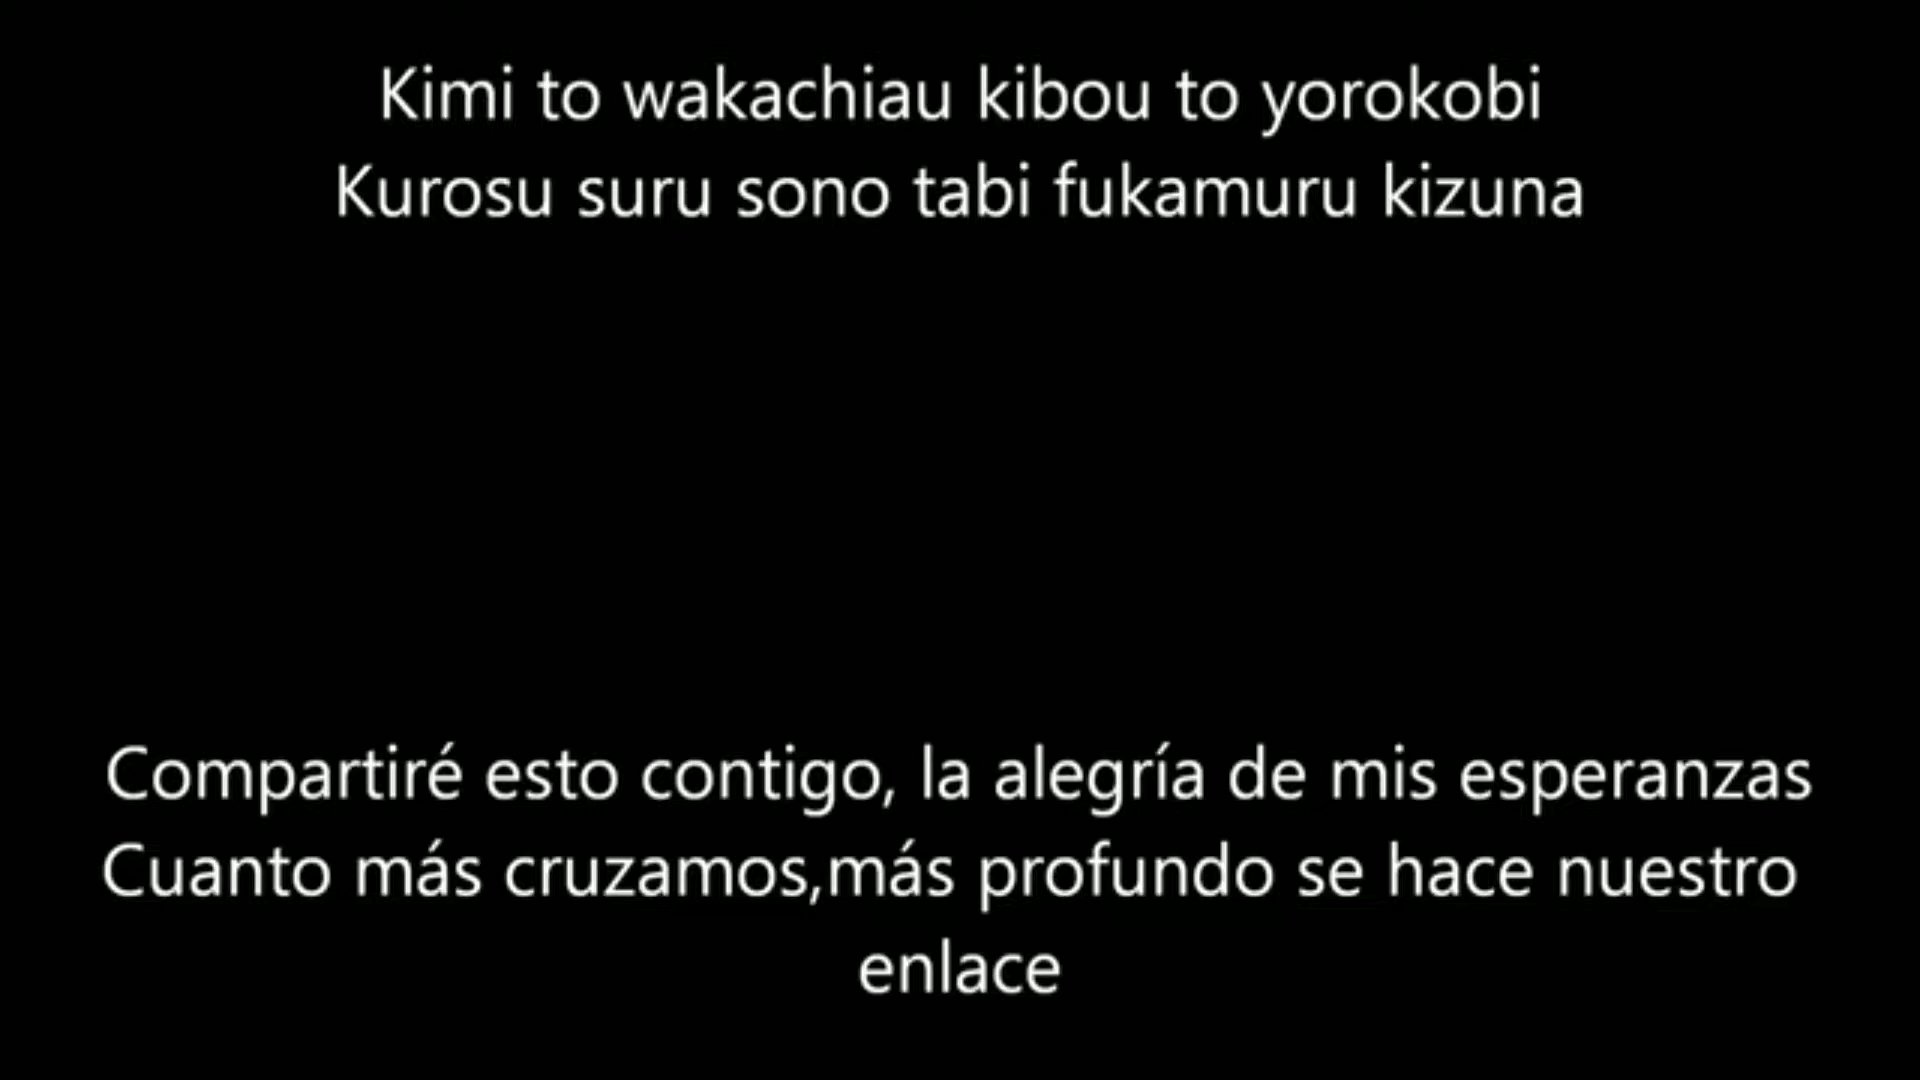 Kimi to wakachiau kibou to yorokobi
Kurosu suru sono tabi fukamuru kizuna
Compartiré esto contigo, la alegría de mis esperanzas
Cuanto más cruzamos,más profundo se hace nuestro
enlace